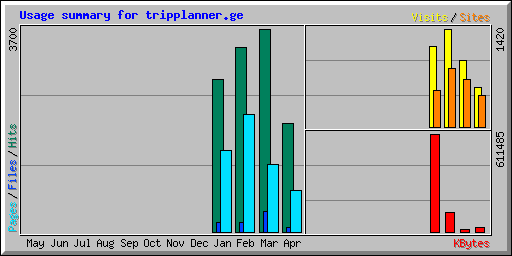 Usage summary for tripplanner.ge
Visits/Sites
3700
1420
Pages/Files/Hits
611485
May Jun Jul Aug Sep Oct Nov Dec Jan Feb Mar Apr
KBytes